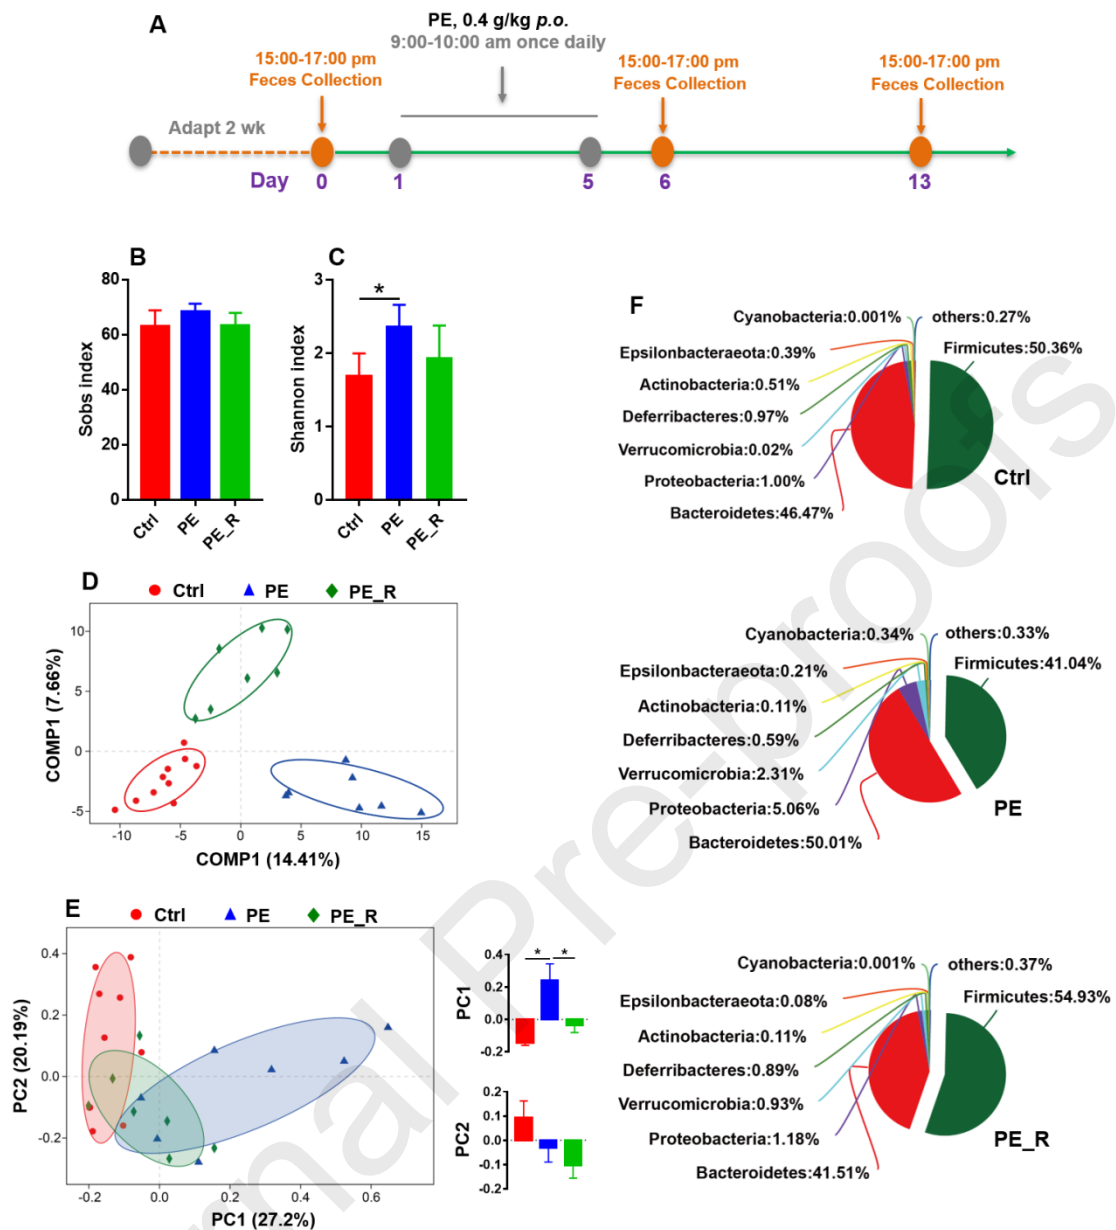 A
PE, 0.4 g/kg p.o.
9:00-10:00 am once daily
15:00-17:00 pm
Feces Collection
15:00-17:00 pm
Feces Collection
15:00-17:00 pm
Feces Collection
Adapt 2 wk
Day 0 1 5 6 13
B
80
60
40
20
0
Sobs index
Ctrl
PE
PE_R
C
3
2
1
0
Shannon index
*
Ctrl
PE
PE_R
D
Ctrl PE PE_R
10
5
0
-5
COMP1 (7.66%)
-10 -5 0 5 10 15
COMP1 (14.41%)
E
Ctrl PE PE_R
0.4
0.2
0.0
-0.2
PC2 (20.19%)
-0.2 0.0 0.2 0.4 0.6
PC1 (27.2%)
* *
0.4
0.2
0.0
-0.2
PC1
0.2
0.1
0.0
-0.1
-0.2
PC2
F
Cyanobacteria:0.001%
others:0.27%
Epsilonbacteraeota:0.39%
Firmicutes:50.36%
Actinobacteria:0.51%
Deferribacteres:0.97%
Verrucomicrobia:0.02%
Proteobacteria:1.00%
Bacteroidetes:46.47%
Ctrl
Cyanobacteria:0.34%
others:0.33%
Epsilonbacteraeota:0.21%
Firmicutes:41.04%
Actinobacteria:0.11%
Deferribacteres:0.59%
Verrucomicrobia:2.31%
Proteobacteria:5.06%
Bacteroidetes:50.01%
PE
Cyanobacteria:0.001%
others:0.37%
Epsilonbacteraeota:0.08%
Firmicutes:54.93%
Actinobacteria:0.11%
Deferribacteres:0.89%
Verrucomicrobia:0.93%
Proteobacteria:1.18%
Bacteroidetes:41.51%
PE_R
rnal Pre-proofs